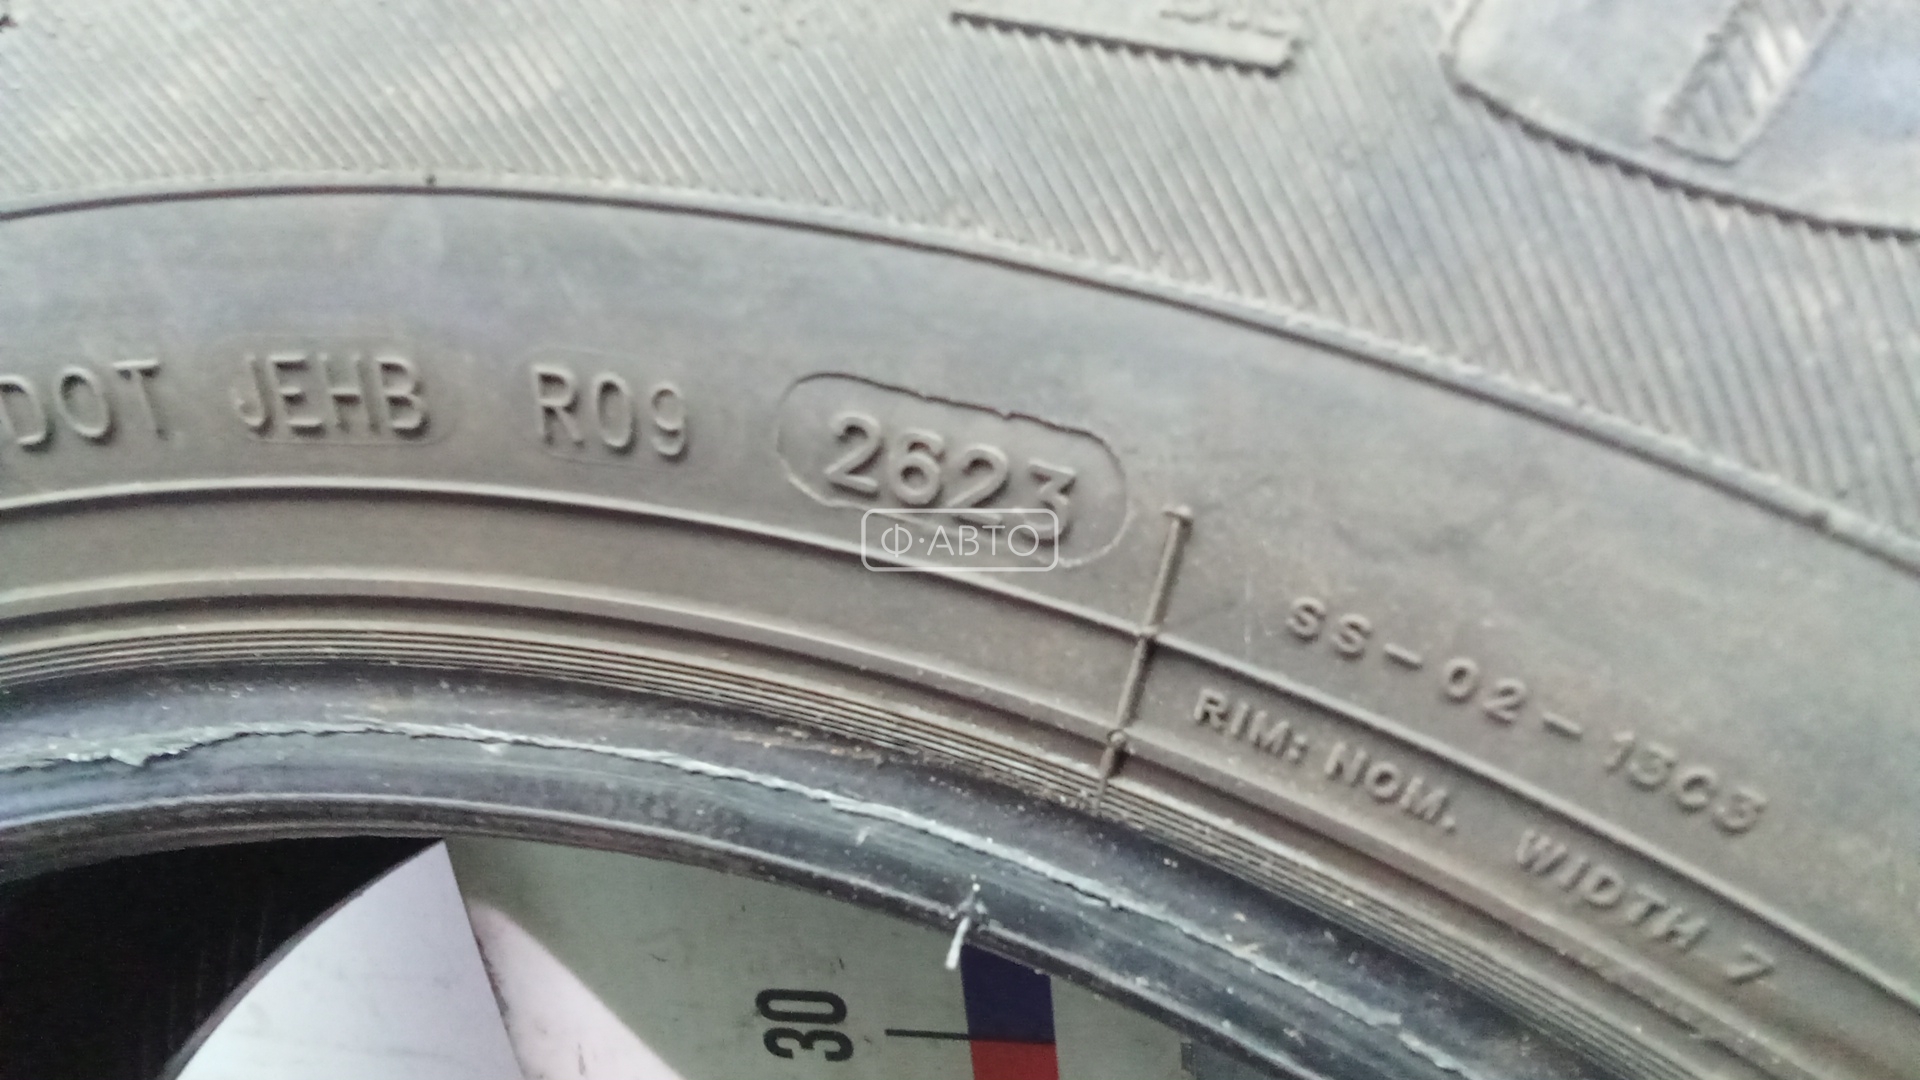 DOT JEHB R09 2623
Ф·АВТО
SS-02-13C3
RIM: NOM. WIDTH 7
30